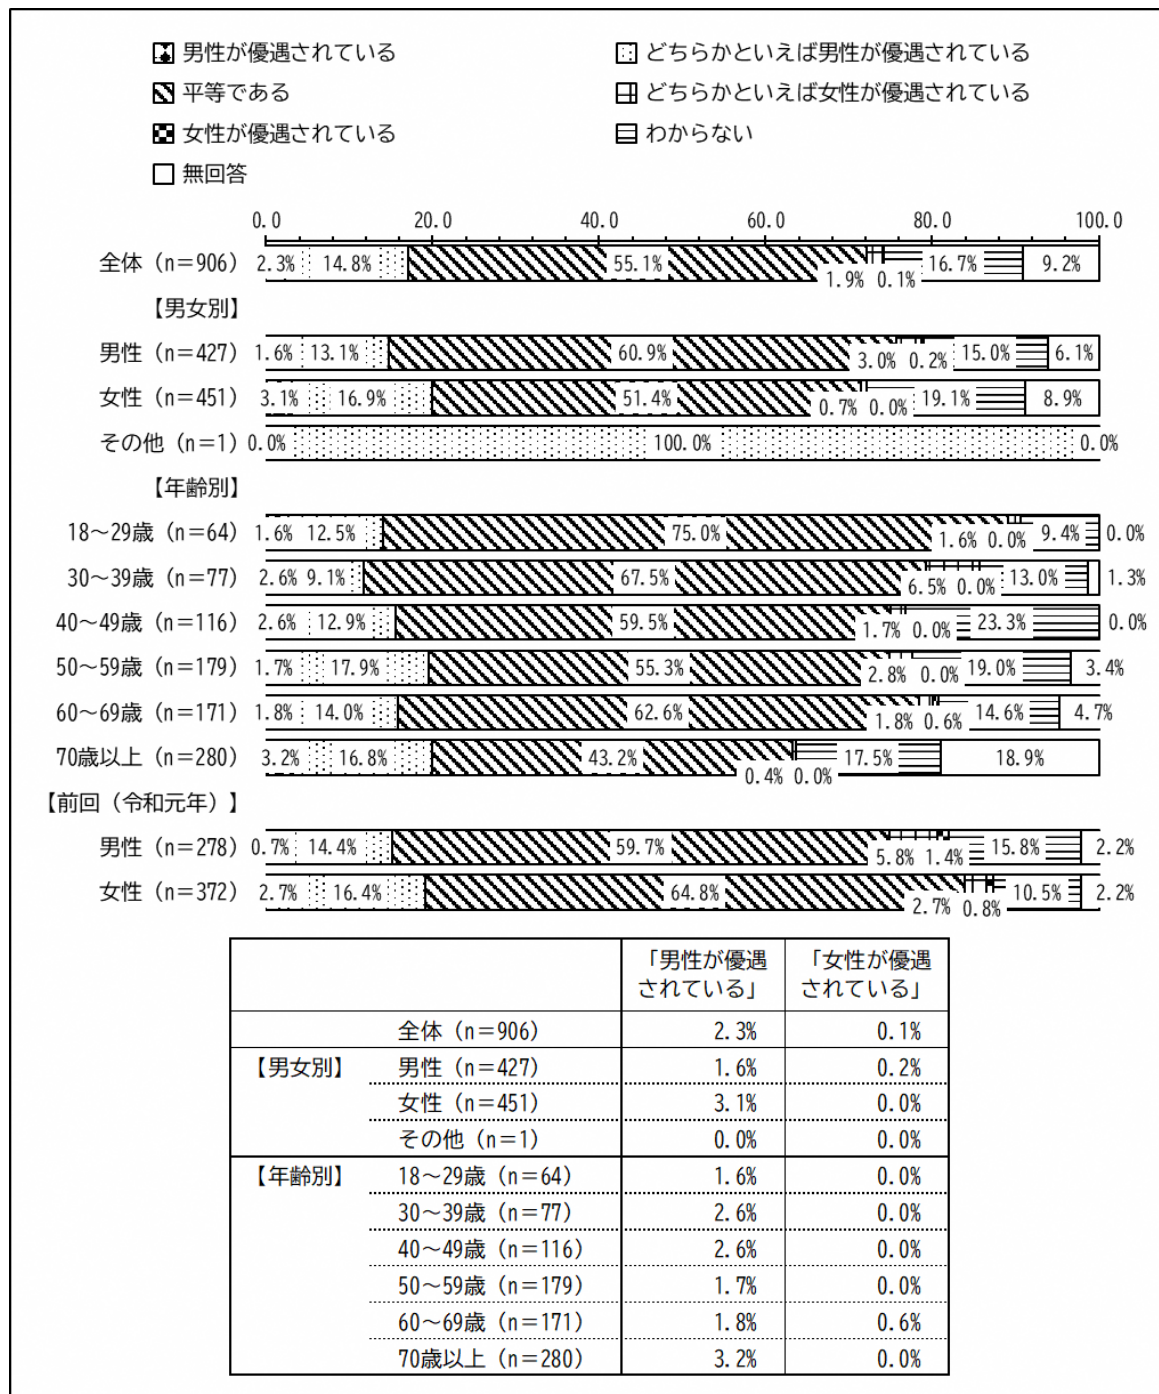 男性が優遇されている どちらかといえば男性が優遇されている
平等である どちらかといえば女性が優遇されている
女性が優遇されている わからない
無回答
0.0 20.0 40.0 60.0 80.0 100.0
全体（n＝906） 2.3% 14.8% 55.1% 1.9% 0.1% 16.7% 9.2%
【男女別】
男性（n＝427） 1.6% 13.1% 60.9% 3.0% 0.2% 15.0% 6.1%
女性（n＝451） 3.1% 16.9% 51.4% 0.7% 0.0% 19.1% 8.9%
その他（n＝1） 0.0% 100.0% 0.0%
【年齢別】
18～29歳（n＝64） 1.6% 12.5% 75.0% 1.6% 0.0% 9.4% 0.0%
30～39歳（n＝77） 2.6% 9.1% 67.5% 6.5% 0.0% 13.0% 1.3%
40～49歳（n＝116） 2.6% 12.9% 59.5% 1.7% 0.0% 23.3% 0.0%
50～59歳（n＝179） 1.7% 17.9% 55.3% 2.8% 0.0% 19.0% 3.4%
60～69歳（n＝171） 1.8% 14.0% 62.6% 1.8% 0.6% 14.6% 4.7%
70歳以上（n＝280） 3.2% 16.8% 43.2% 0.4% 0.0% 17.5% 18.9%
【前回（令和元年）】
男性（n＝278） 0.7% 14.4% 59.7% 5.8% 1.4% 15.8% 2.2%
女性（n＝372） 2.7% 16.4% 64.8% 2.7% 0.8% 10.5% 2.2%
「男性が優遇 「女性が優遇
されている」 されている」
全体（n＝906） 2.3% 0.1%
【男女別】 男性（n＝427） 1.6% 0.2%
女性（n＝451） 3.1% 0.0%
その他（n＝1） 0.0% 0.0%
【年齢別】 18～29歳（n＝64） 1.6% 0.0%
30～39歳（n＝77） 2.6% 0.0%
40～49歳（n＝116） 2.6% 0.0%
50～59歳（n＝179） 1.7% 0.0%
60～69歳（n＝171） 1.8% 0.6%
70歳以上（n＝280） 3.2% 0.0%